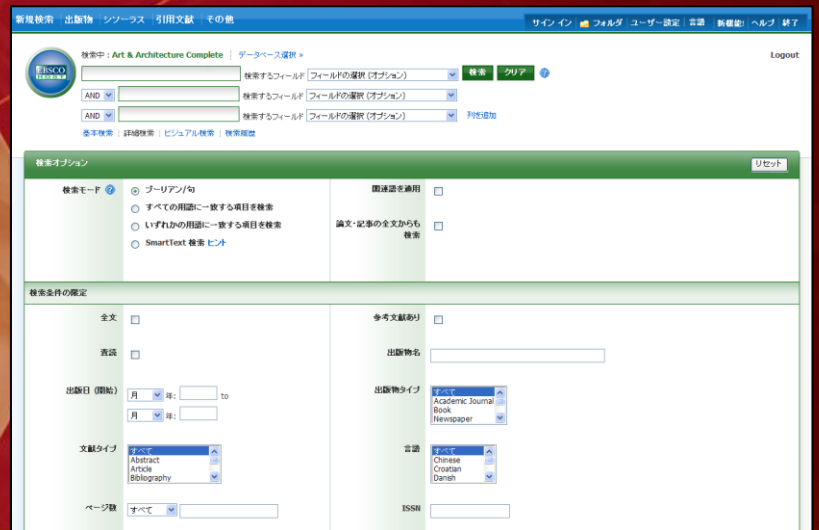 新規検索 出版物 シソーラス 引用文献 その他
サイン イン フォルダ ユーザー設定 言語 新機能! ヘルプ 終了
EBSCO HOST
検索中 : Art & Architecture Complete データベース選択 »
Logout
検索するフィールド フィールドの選択 (オプション) 検索 クリア
AND 検索するフィールド フィールドの選択 (オプション)
AND 検索するフィールド フィールドの選択 (オプション) 列を追加
基本検索 | 詳細検索 | ビジュアル検索 | 検索履歴
検索オプション リセット
検索モード ブーリアン/句 関連語を適用
すべての用語に一致する項目を検索
いずれかの用語に一致する項目を検索 論文・記事の全文からも
検索
SmartText 検索 ヒント
検索条件の限定
全文 参考文献あり
査読 出版物名
出版日 (開始) 月 年: to
月 年:
出版物タイプ すべて
Academic Journal
Book
Newspaper
文献タイプ すべて
Abstract
Article
Bibliography
言語 すべて
Chinese
Croatian
Danish
ページ数 すべて ISSN